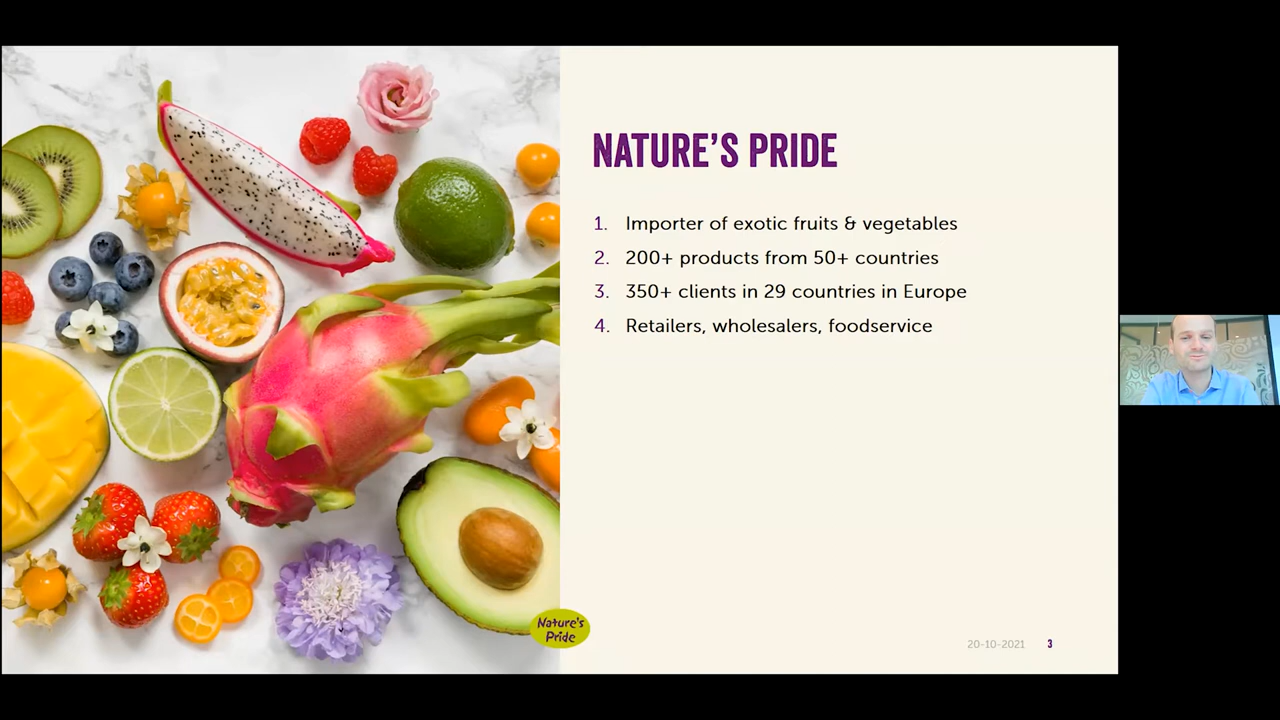 NATURE'S PRIDE
1. Importer of exotic fruits & vegetables
2. 200+ products from 50+ countries
3. 350+ clients in 29 countries in Europe
4. Retailers, wholesalers, foodservice
Nature's
Pride
20-10-2021 3